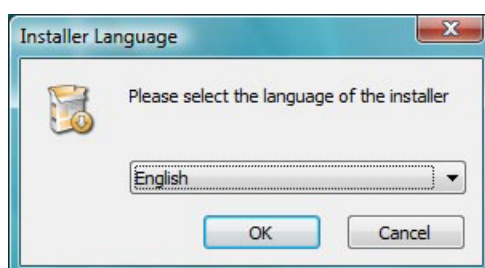 Installer Language
Please select the language of the installer
English
OK
Cancel